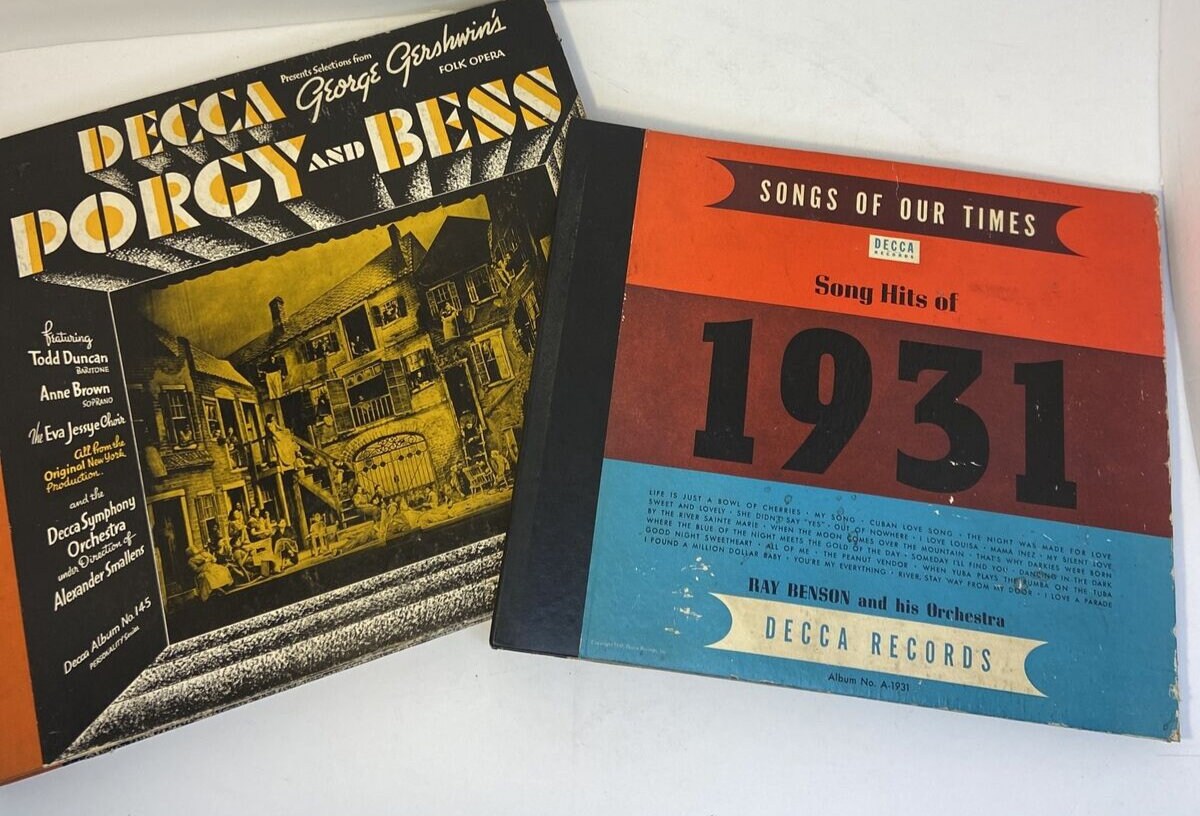 DECCA
Presents Selections from
George Gershwin's
FOLK OPERA
PORGY AND BESS
featuring
Todd Duncan
BARITONE
Anne Brown
SOPRANO
The Eva Jessye Choir
All from the
Original New York
Production
and the
Decca Symphony
Orchestra
under Direction of
Alexander Smallens
Decca Album No. 145
PERSONALITY Series
SONGS OF OUR TIMES
DECCA
RECORDS
Song Hits of
1931
LIFE IS JUST A BOWL OF CHERRIES · MY SONG · CUBAN LOVE SONG · THE NIGHT WAS MADE FOR LOVE
SWEET AND LOVELY · SHE DIDN'T SAY "YES" · OUT OF NOWHERE · I LOVE LOUISA · MAMA INEZ · MY SILENT LOVE
BY THE RIVER SAINTE MARIE · WHEN THE MOON COMES OVER THE MOUNTAIN · THAT'S WHY DARKIES WERE BORN
WHERE THE BLUE OF THE NIGHT MEETS THE GOLD OF THE DAY · SOMEDAY I'LL FIND YOU · DANCING IN THE DARK
GOOD NIGHT SWEETHEART · ALL OF ME · THE PEANUT VENDOR · WHEN YUBA PLAYS THE RUMBA ON THE TUBA
I FOUND A MILLION DOLLAR BABY · YOU'RE MY EVERYTHING · RIVER, STAY WAY FROM MY DOOR · I LOVE A PARADE
RAY BENSON and his Orchestra
DECCA RECORDS
Album No. A-1931